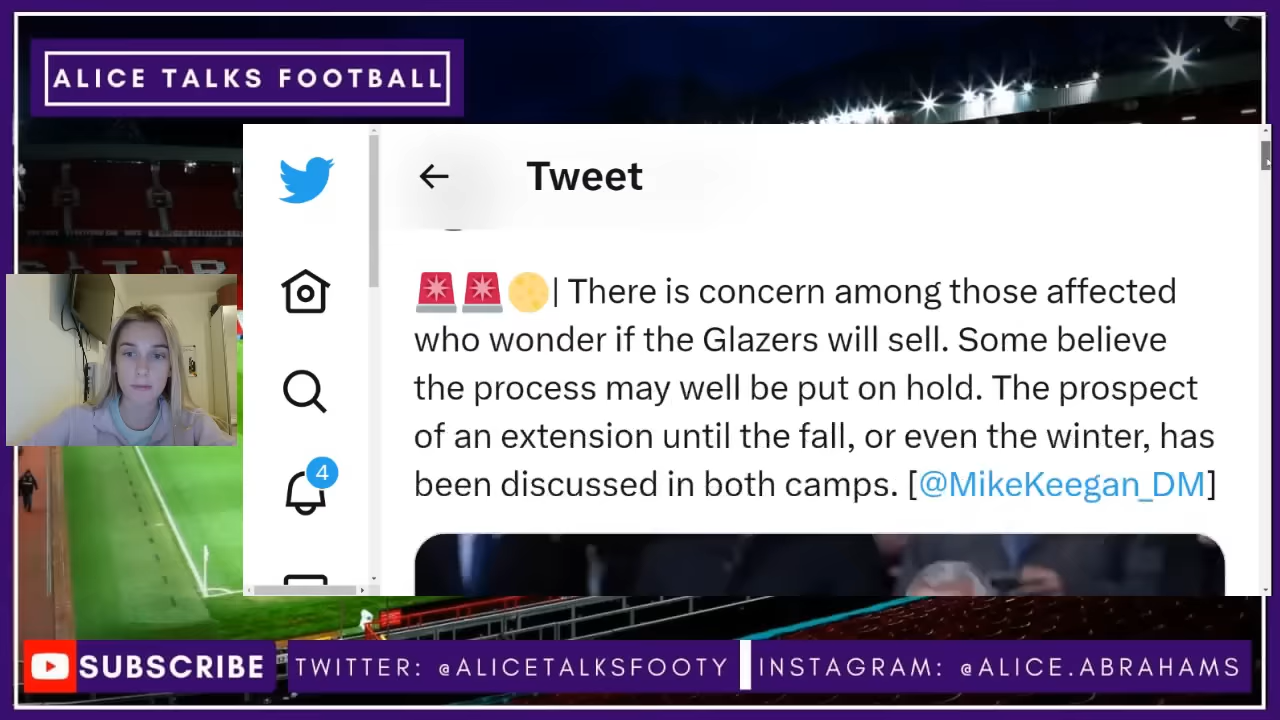 ALICE TALKS FOOTBALL
Tweet
🚨🚨🌕| There is concern among those affected
who wonder if the Glazers will sell. Some believe
the process may well be put on hold. The prospect
of an extension until the fall, or even the winter, has
been discussed in both camps. [@MikeKeegan_DM]
4
SUBSCRIBE
TWITTER: @ALICETALKSFOOTY
INSTAGRAM: @ALICE.ABRAHAMS